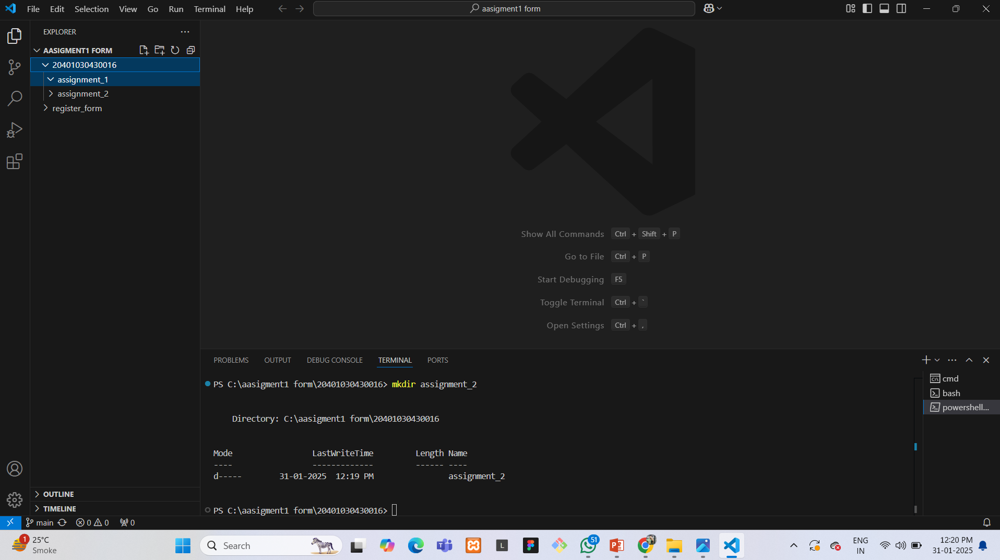 File Edit Selection View Go Run Terminal Help
aasigment1 form
EXPLORER
AASIGMENT1 FORM
20401030430016
assignment_1
assignment_2
register_form
Show All Commands Ctrl + Shift + P
Go to File Ctrl + P
Start Debugging F5
Toggle Terminal Ctrl + `
Open Settings Ctrl + ,
PROBLEMS OUTPUT DEBUG CONSOLE TERMINAL PORTS
PS C:\aasigment1 form\20401030430016> mkdir assignment_2
Directory: C:\aasigment1 form\20401030430016
Mode LastWriteTime Length Name
---- ------------- ------ ----
d----- 31-01-2025 12:19 PM assignment_2
PS C:\aasigment1 form\20401030430016>
cmd
bash
powershell...
OUTLINE
TIMELINE
main 0 0 0
1 25°C
Smoke
Search
T
L
51
P
ENG
IN
12:20 PM
31-01-2025